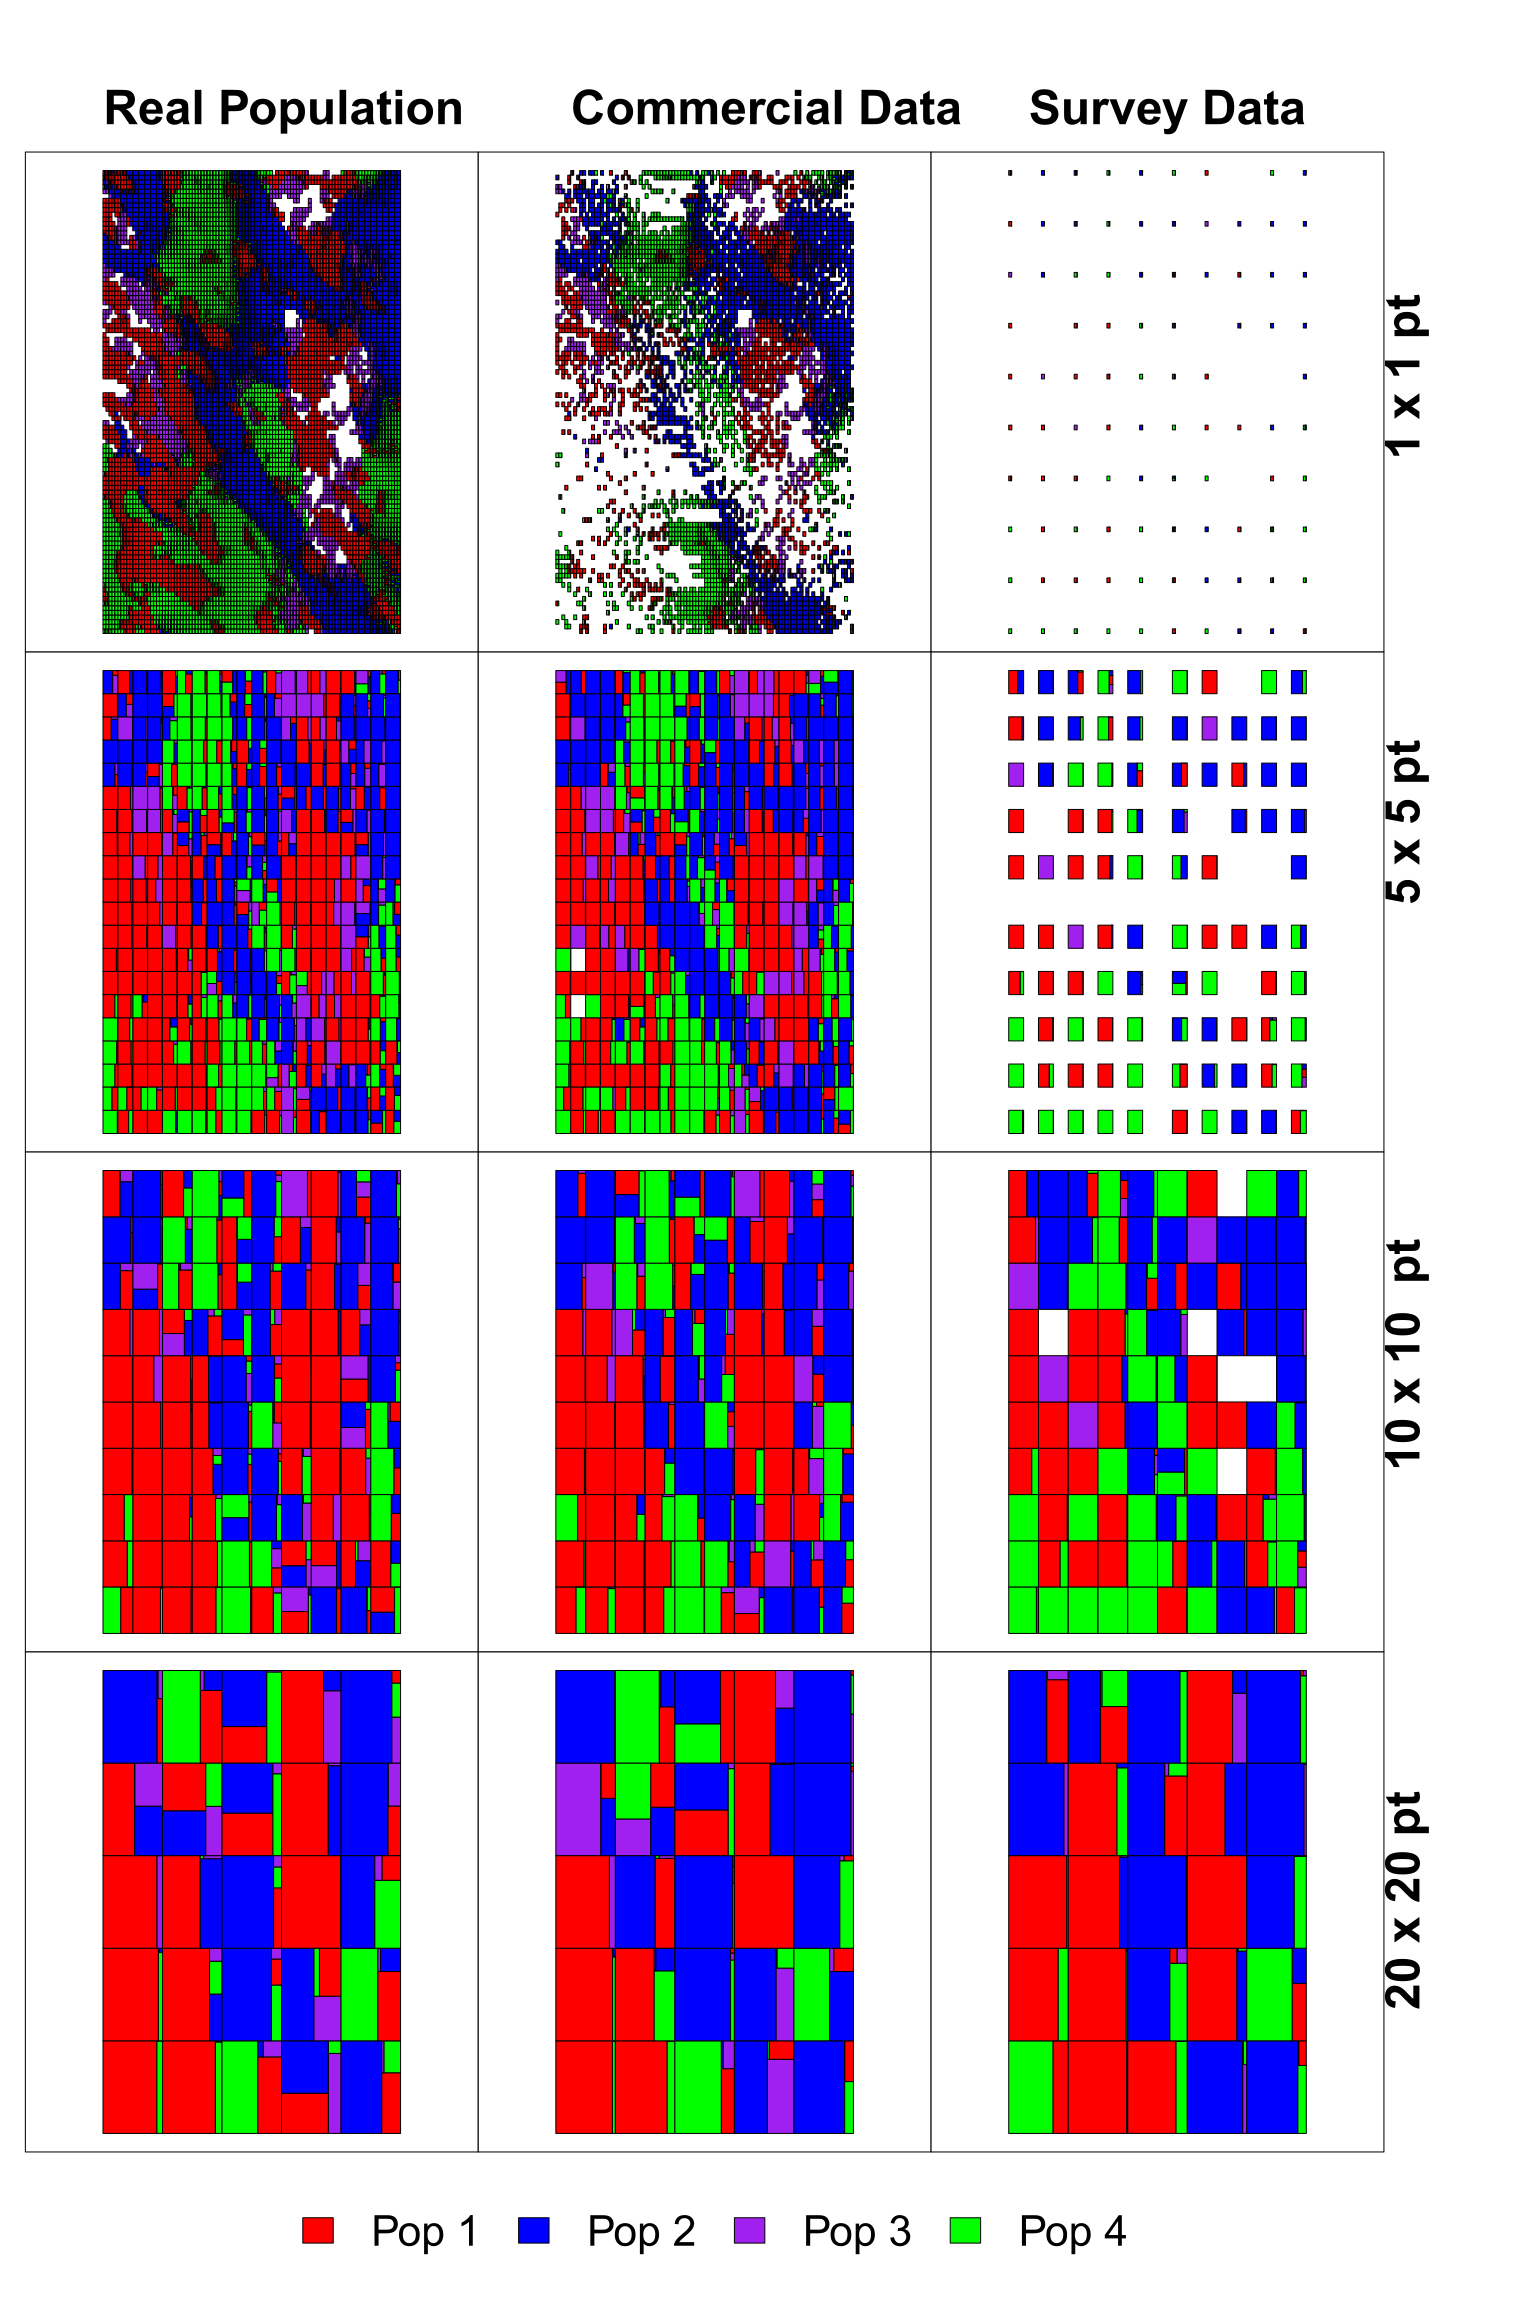 Real Population Commercial Data Survey Data
1 x 1 pt
5 x 5 pt
10 x 10 pt
20 x 20 pt
Pop 1 Pop 2 Pop 3 Pop 4